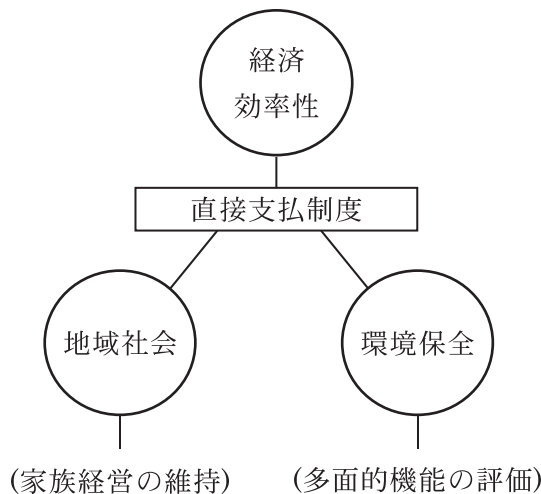 経済
効率性
直接支払制度
地域社会
環境保全
(家族経営の維持)
(多面的機能の評価)